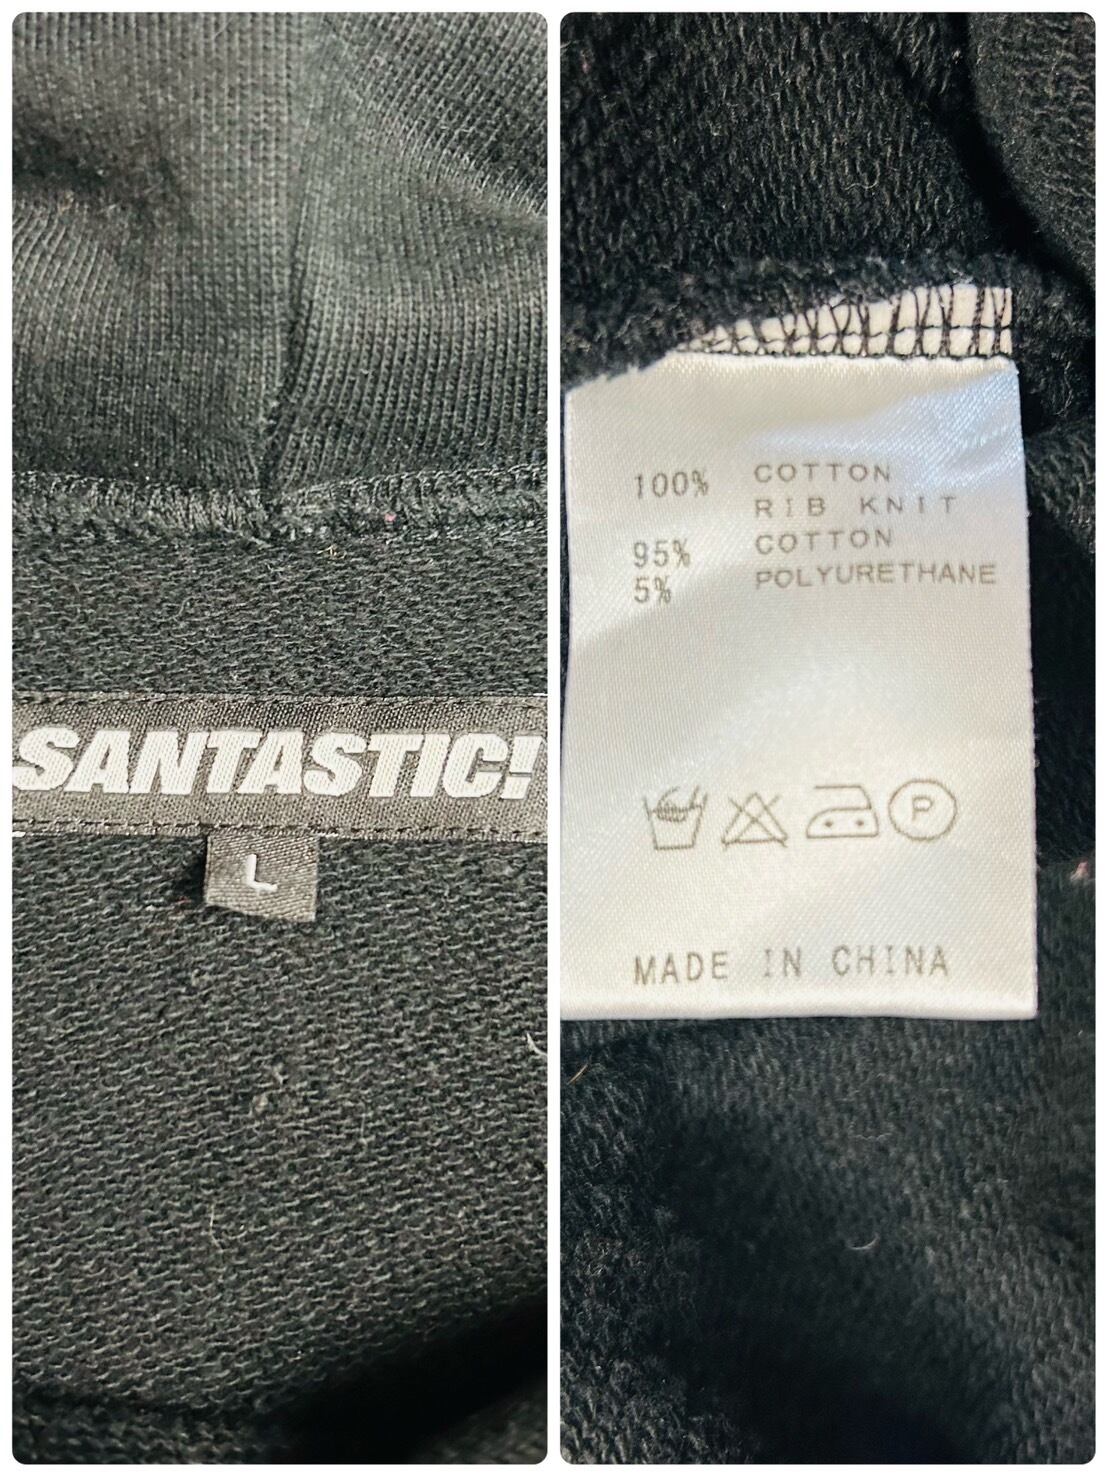 SANTASTIC!
L
100% COTTON
RIB KNIT
95% COTTON
5% POLYURETHANE
P
MADE IN CHINA